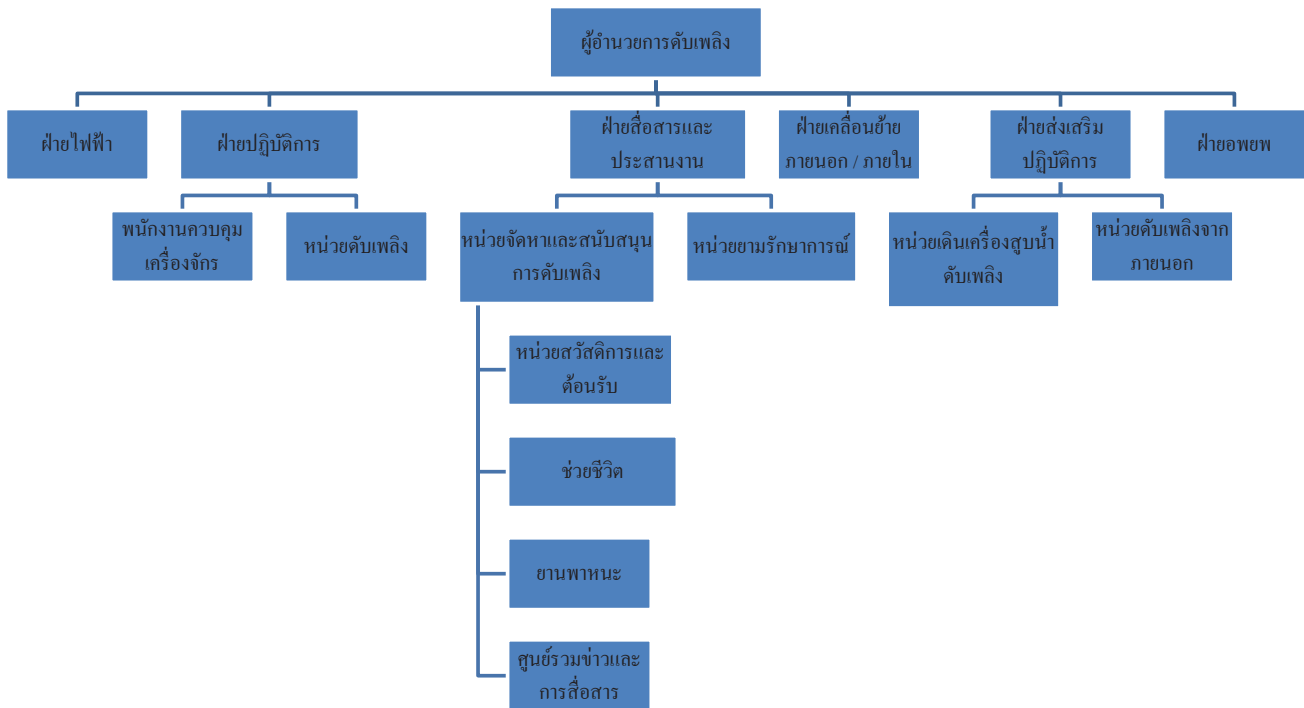 ผู้อำนวยการดับเพลิง
ฝ่ายไฟฟ้า
ฝ่ายปฏิบัติการ
ฝ่ายสื่อสารและ
ประสานงาน
ฝ่ายเคลื่อนย้าย
ภายนอก / ภายใน
ฝ่ายส่งเสริม
ปฏิบัติการ
ฝ่ายอพยพ
พนักงานควบคุม
เครื่องจักร
หน่วยดับเพลิง
หน่วยจัดหาและสนับสนุน
การดับเพลิง
หน่วยยามรักษาการณ์
หน่วยเดินเครื่องสูบน้ำ
ดับเพลิง
หน่วยดับเพลิงจาก
ภายนอก
หน่วยสวัสดิการและ
ต้อนรับ
ช่วยชีวิต
ยานพาหนะ
ศูนย์รวมข่าวและ
การสื่อสาร